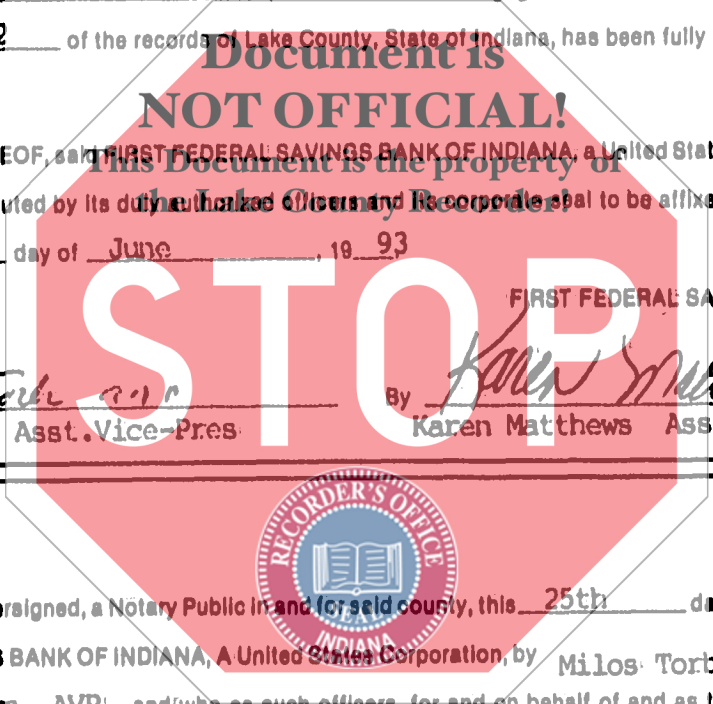 2 of the records of Lake County, State of Indiana, has been fully
Document is
NOT OFFICIAL!
EOF, said FIRST FEDERAL SAVINGS BANK OF INDIANA, a United Stat
This Document is the property of
uted by its duly authorized officers and its corporate seal to be affixe
the Lake County Recorder!
day of June, 19 93
STOP
FIRST FEDERAL SA
By Karen
Asst.Vice-Pres Karen Matthews Ass
RECORDER'S OFFICE
SEAL
INDIANA
rsigned, a Notary Public in and for said county, this 25th da
S BANK OF INDIANA, A United States Corporation, by Milos Torb
AVP, and who as such officers, for and on behalf of and as